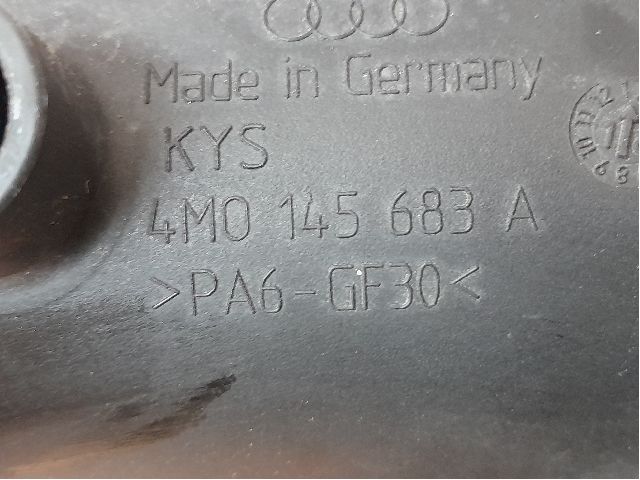 Made in Germany
KYS
4M0 145 683 A
>PA6-GF30<